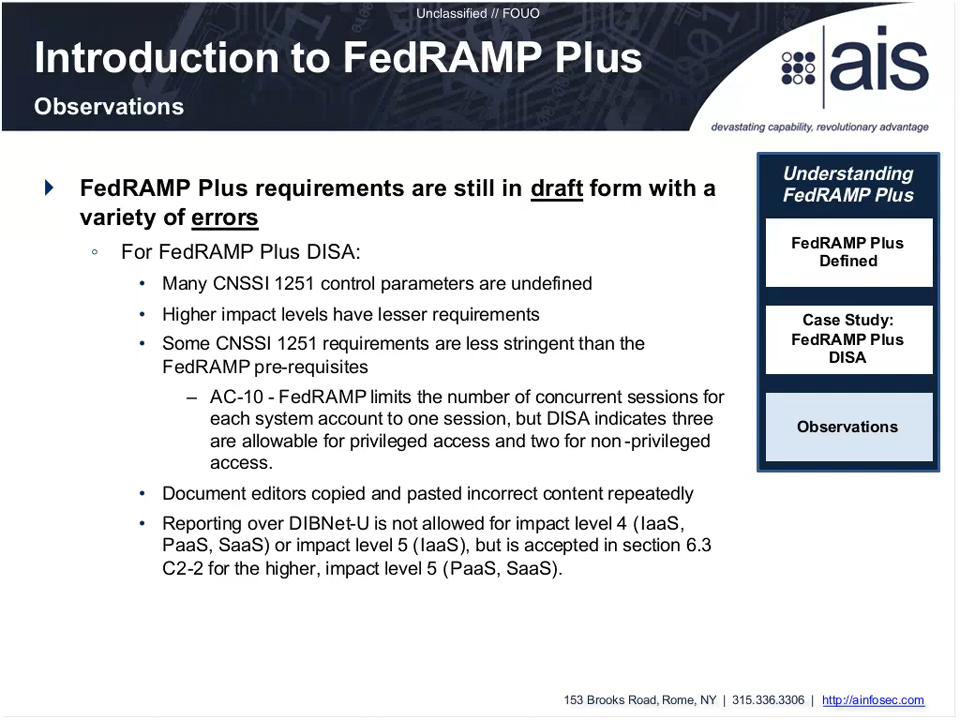 Unclassified // FOUO
Introduction to FedRAMP Plus
Observations
ais
devastating capability, revolutionary advantage
FedRAMP Plus requirements are still in draft form with a
variety of errors
◦ For FedRAMP Plus DISA:
• Many CNSSI 1251 control parameters are undefined
• Higher impact levels have lesser requirements
• Some CNSSI 1251 requirements are less stringent than the
FedRAMP pre-requisites
– AC-10 - FedRAMP limits the number of concurrent sessions for
each system account to one session, but DISA indicates three
are allowable for privileged access and two for non-privileged
access.
• Document editors copied and pasted incorrect content repeatedly
• Reporting over DIBNet-U is not allowed for impact level 4 (IaaS,
PaaS, SaaS) or impact level 5 (IaaS), but is accepted in section 6.3
C2-2 for the higher, impact level 5 (PaaS, SaaS).
Understanding
FedRAMP Plus
FedRAMP Plus
Defined
Case Study:
FedRAMP Plus
DISA
Observations
153 Brooks Road, Rome, NY | 315.336.3306 | http://ainfosec.com